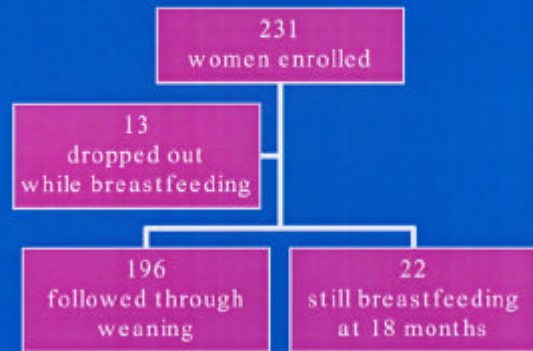 231
women enrolled
13
dropped out
while breastfeeding
196
followed through
weaning
22
still breastfeeding
at 18 months